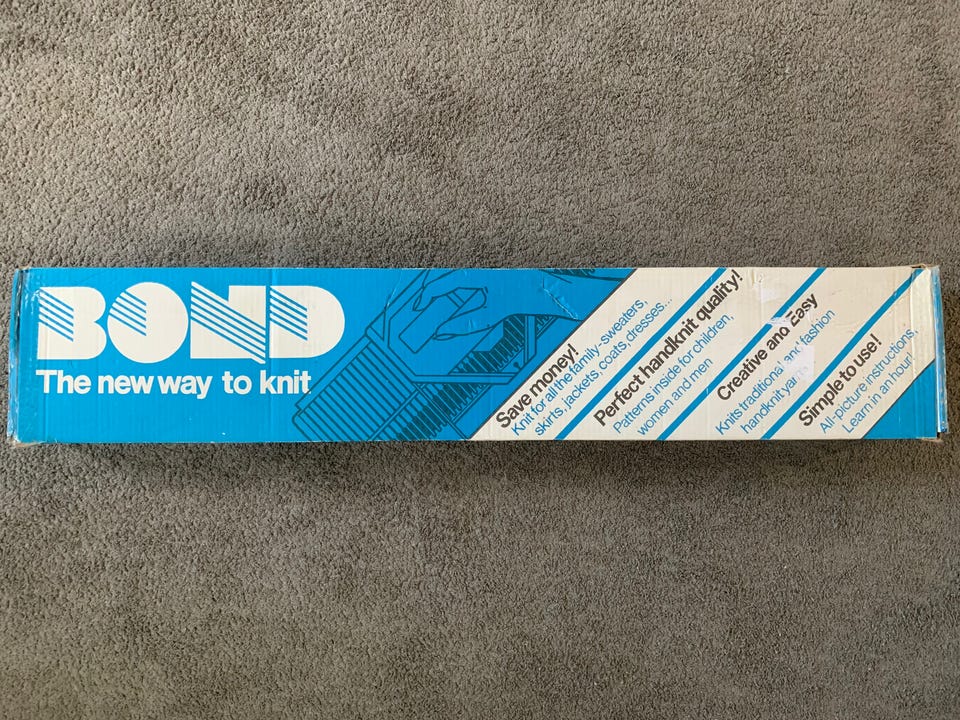 BOND
The new way to knit
Save money!
Knit for all the family-sweaters,
skirts, jackets, coats, dresses...
Perfect handknit quality!
Patterns inside for children,
women and men
Creative and Easy
Knits traditional and fashion
handknit yarns
Simple to use!
All-picture instructions.
Learn in an hour!